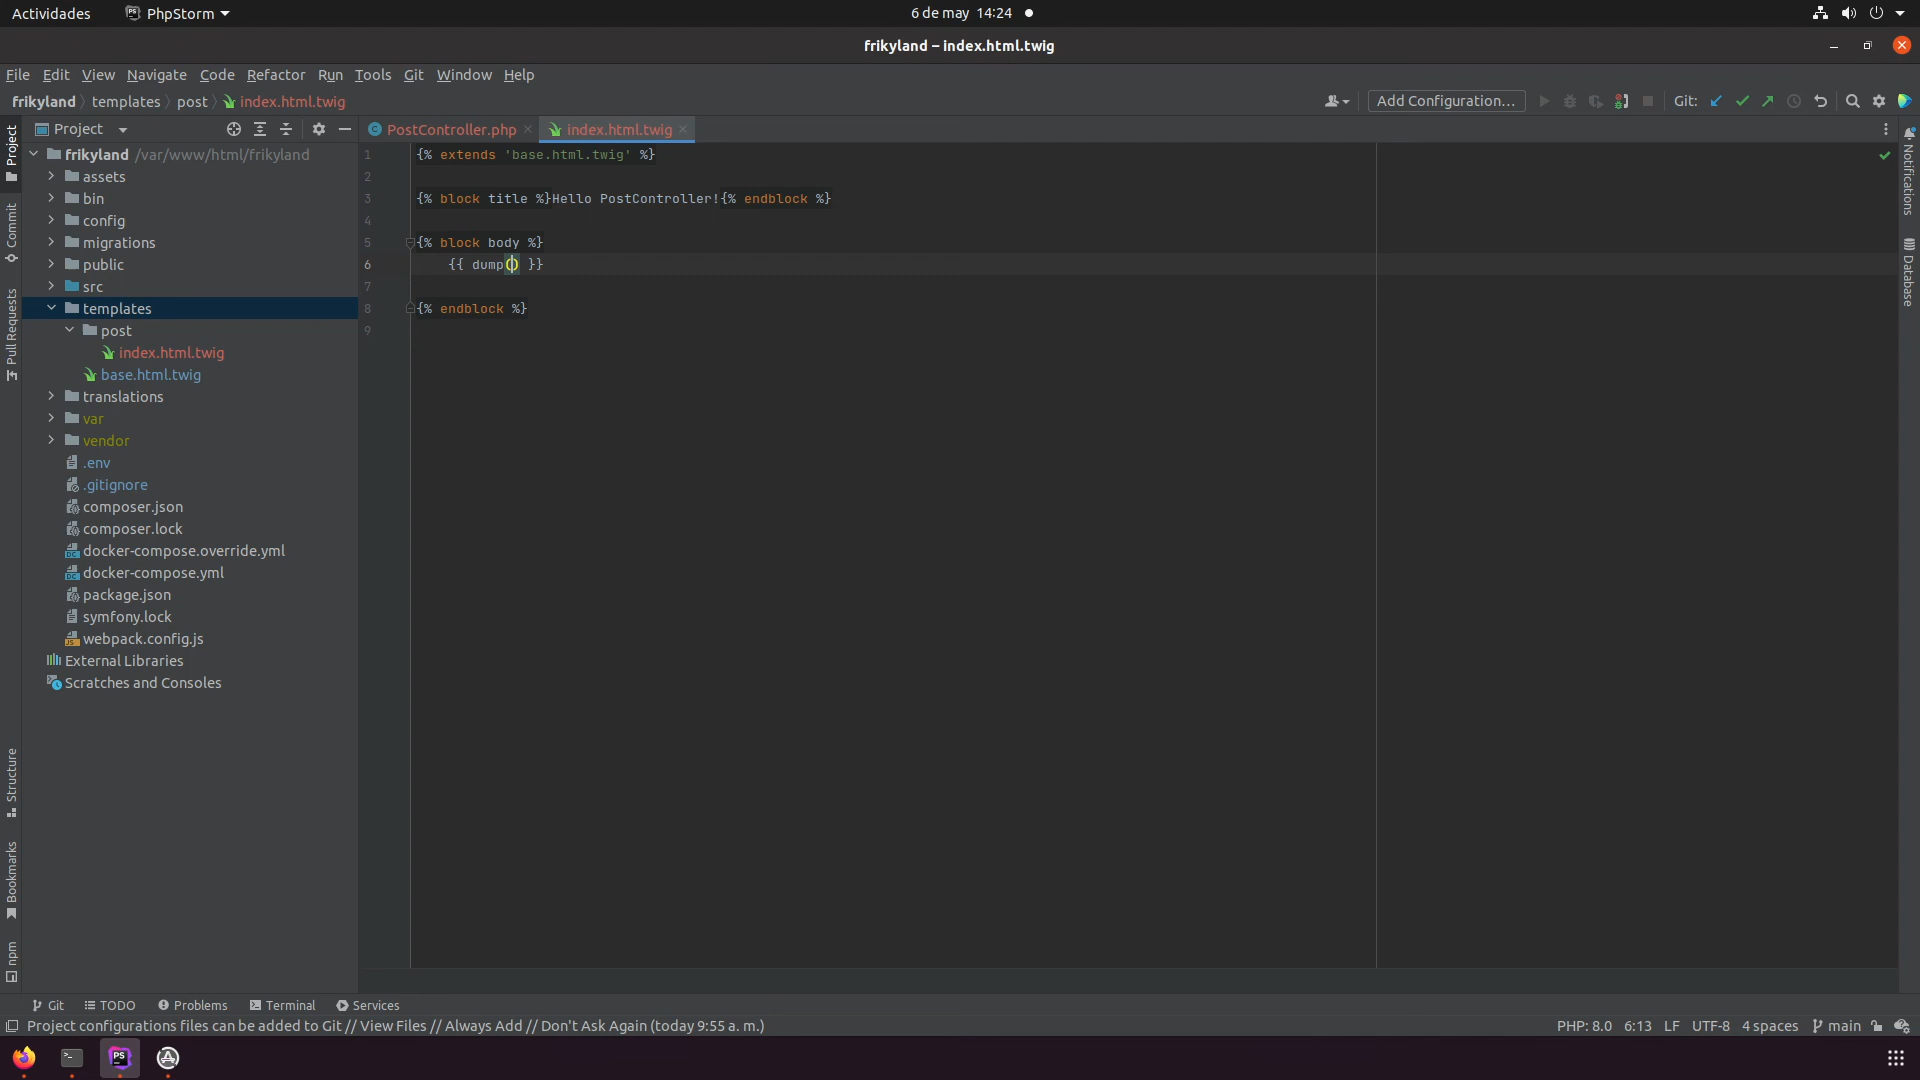 Actividades PhpStorm 6 de may 14:24
frikyland – index.html.twig
File Edit View Navigate Code Refactor Run Tools Git Window Help
frikyland templates post index.html.twig Add Configuration... Git:
Project PostController.php index.html.twig
frikyland /var/www/html/frikyland
assets
bin
config
migrations
public
src
templates
post
index.html.twig
base.html.twig
translations
var
vendor
.env
.gitignore
composer.json
composer.lock
docker-compose.override.yml
docker-compose.yml
package.json
symfony.lock
webpack.config.js
External Libraries
Scratches and Consoles
1 {% extends 'base.html.twig' %}
2
3 {% block title %}Hello PostController!{% endblock %}
4
5 {% block body %}
6 {{ dump() }}
7
8 {% endblock %}
9
Project
Commit
Pull Requests
Structure
Bookmarks
npm
Notifications
Database
Git TODO Problems Terminal Services
Project configurations files can be added to Git // View Files // Always Add // Don't Ask Again (today 9:55 a. m.) PHP: 8.0 6:13 LF UTF-8 4 spaces main